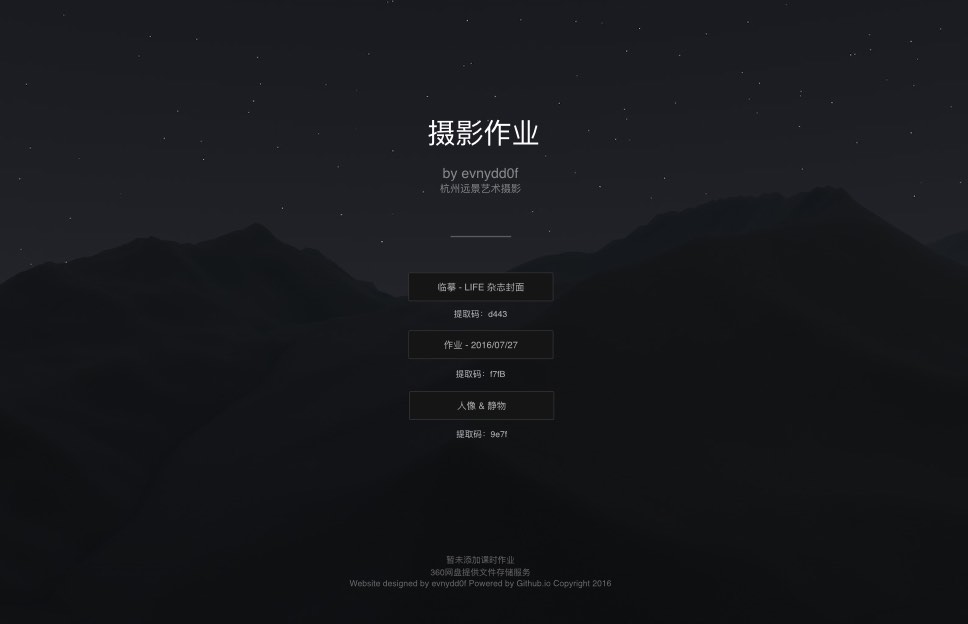 摄影作业
by evnydd0f
杭州远景艺术摄影
临摹 - LIFE 杂志封面
提取码：d443
作业 - 2016/07/27
提取码：f7fB
人像 & 静物
提取码：9e7f
暂未添加课时作业
360网盘提供文件存储服务
Website designed by evnydd0f Powered by Github.io Copyright 2016